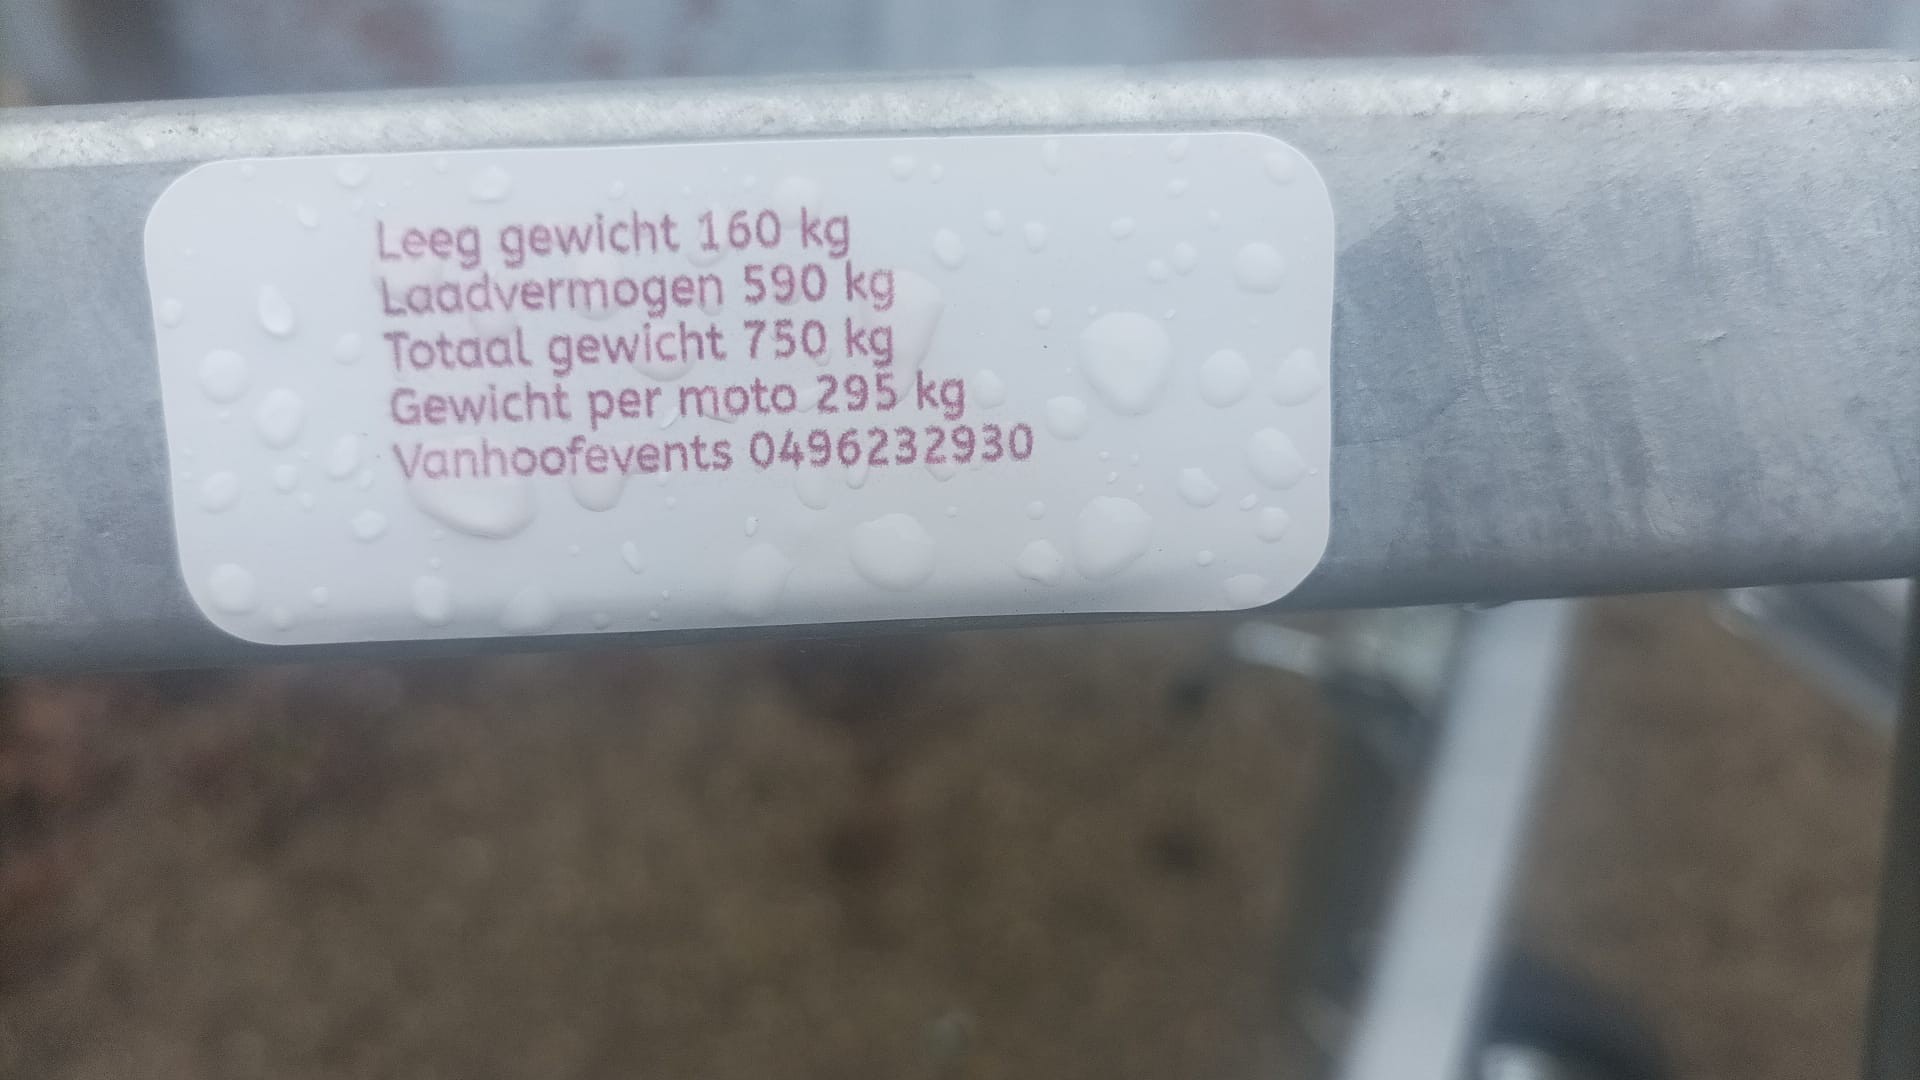 Leeg gewicht 160 kg
Laadvermogen 590 kg
Totaal gewicht 750 kg
Gewicht per moto 295 kg
Vanhoofevents 0496232930